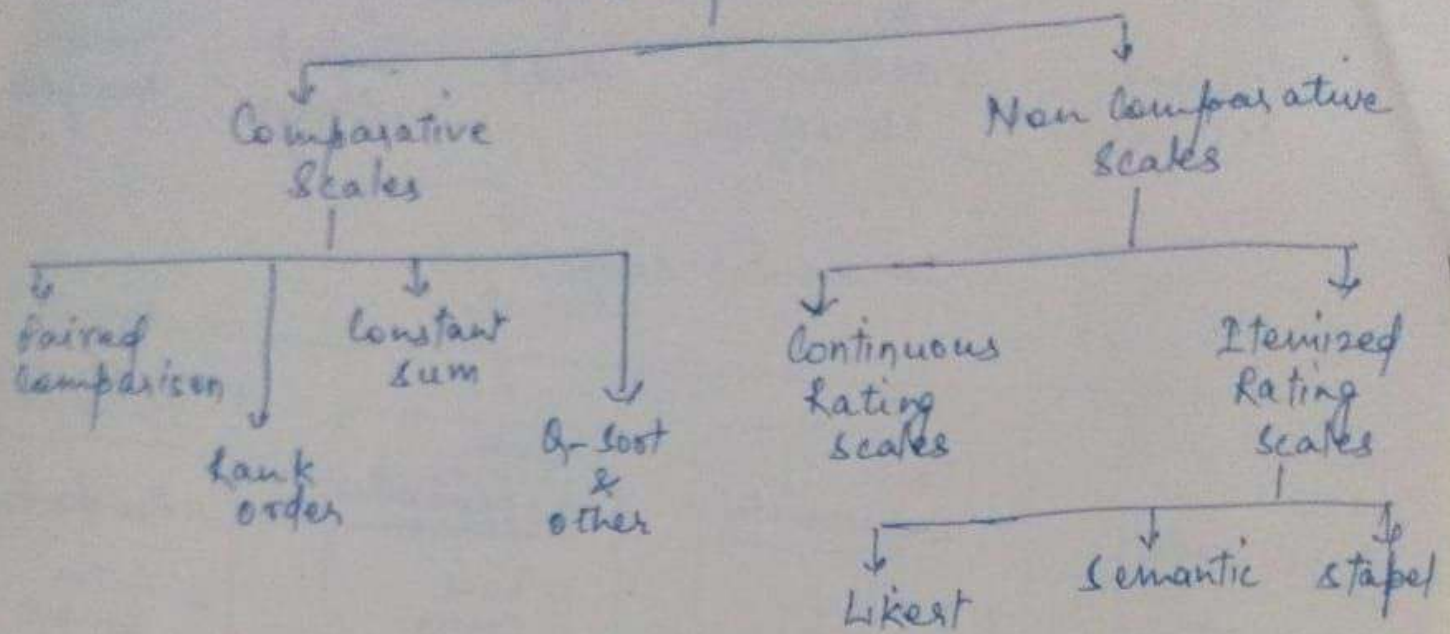 Comparative
Scales
Non Comparative
Scales
Paired
Comparison
Rank
order
Constant
Sum
Q-Sort
&
other
Continuous
Rating
scales
Itemized
Rating
scales
Likert
Semantic
Stapel